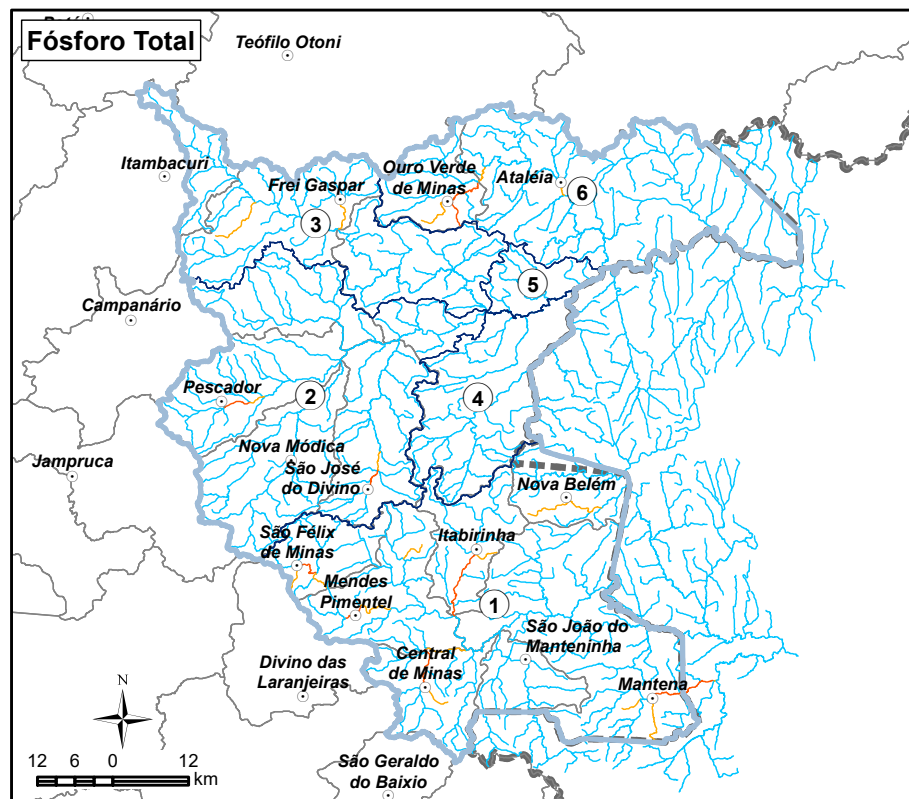 Fósforo Total
Teófilo Otoni
Itambacuri
Frei Gaspar
Ouro Verde
de Minas
Ataléia
6
3
5
Campanário
Pescador
2
4
Nova Módica
São José
do Divino
Jampruca
Nova Belém
São Félix
de Minas
Itabirinha
Mendes
Pimentel
1
São João do
Manteninha
Divino das
Laranjeiras
Central
de Minas
Mantena
N
12 6 0 12
km
São Geraldo
do Baixio